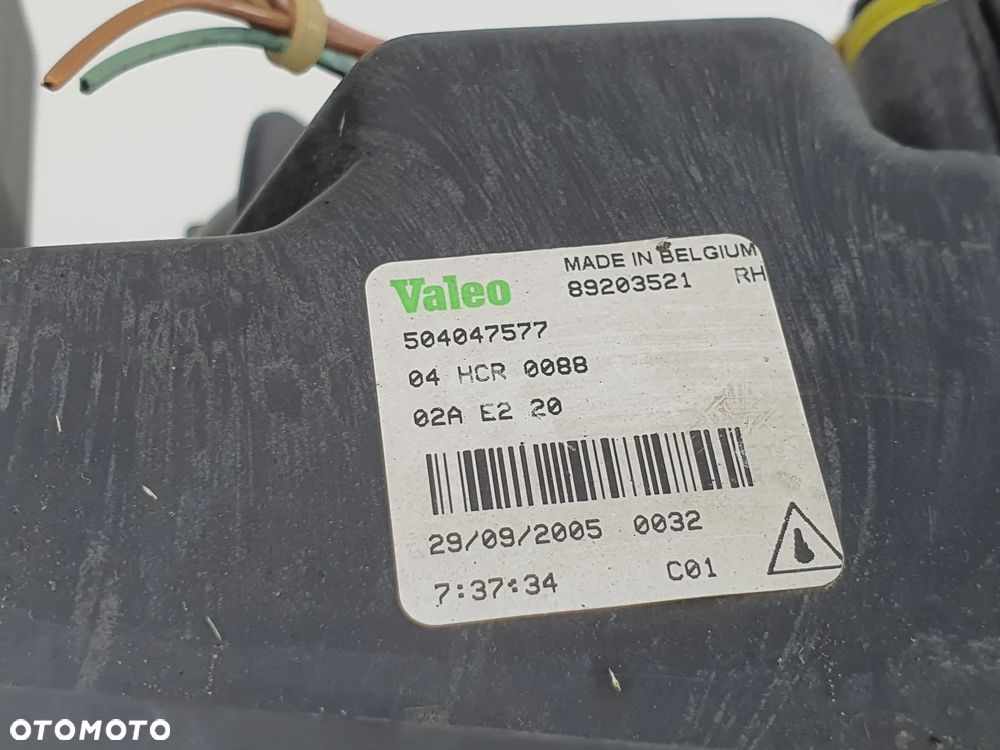 Valeo MADE IN BELGIUM
89203521 RH
504047577
04 HCR 0088
02A E2 20
29/09/2005 0032
7:37:34 C01
OTOMOTO